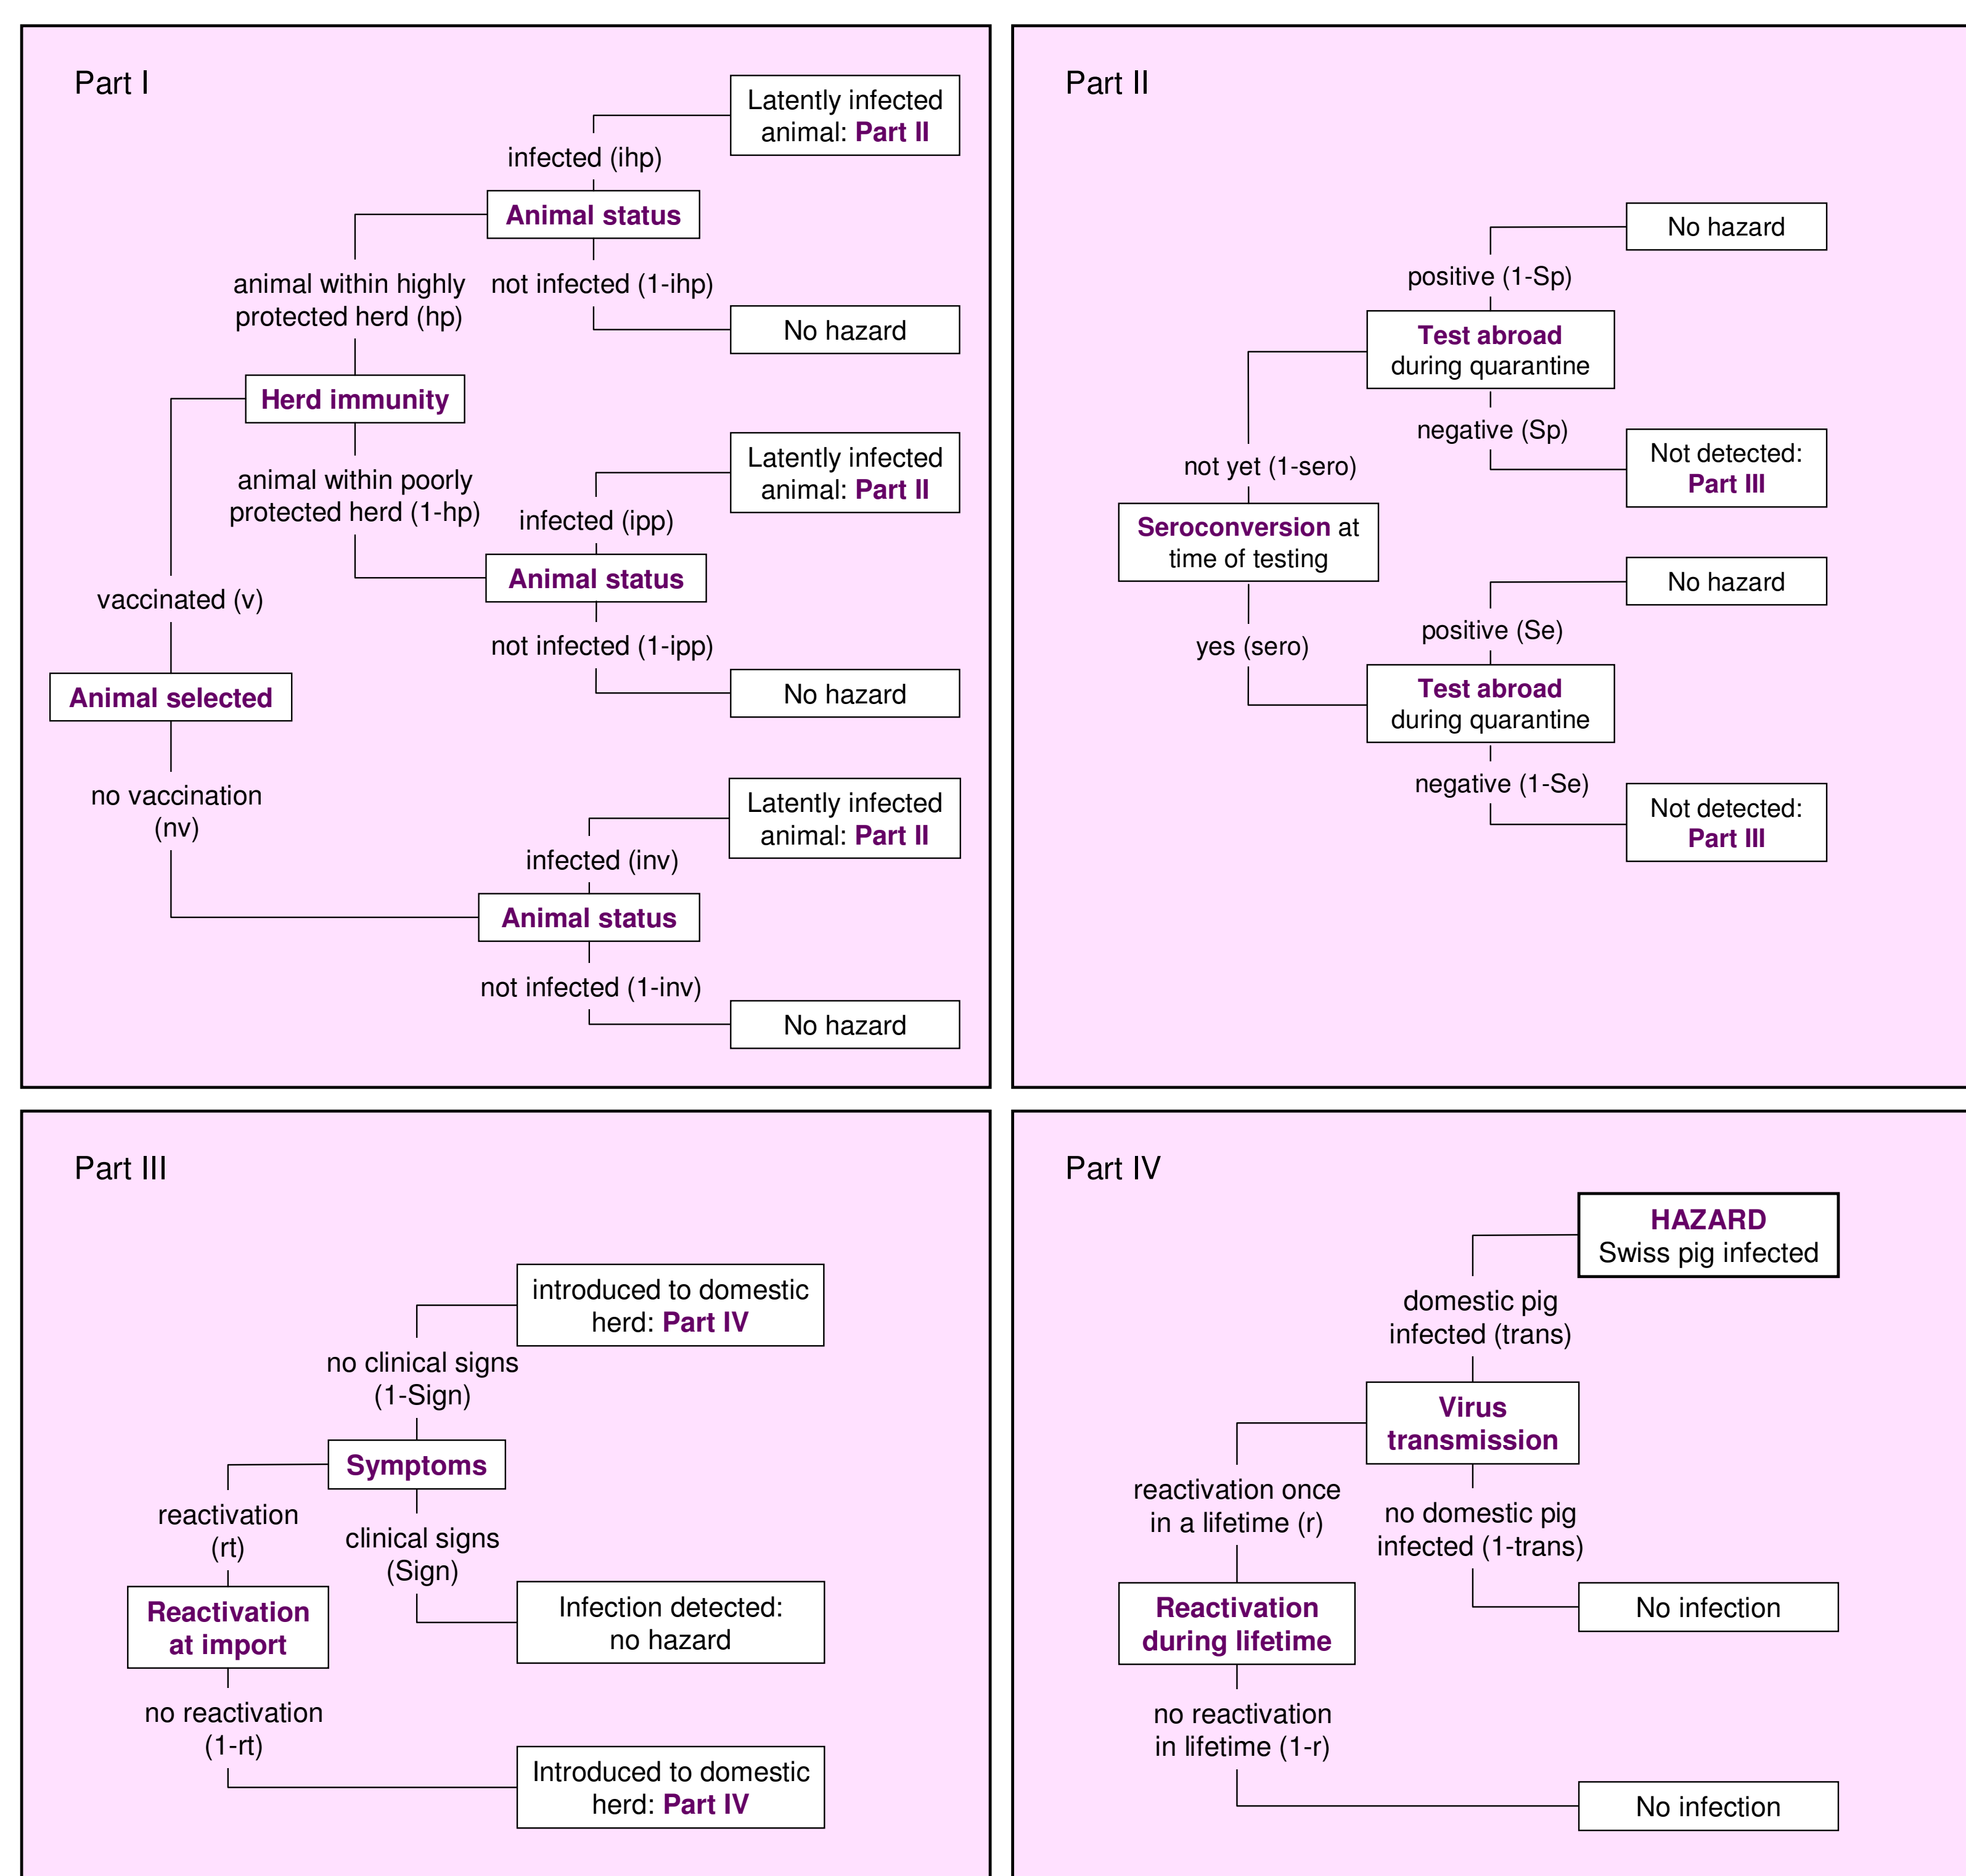 Part I
Latently infected
animal: Part II
infected (ihp)
Animal status
animal within highly
protected herd (hp)
not infected (1-ihp)
No hazard
Herd immunity
Latently infected
animal: Part II
animal within poorly
protected herd (1-hp)
infected (ipp)
Animal status
vaccinated (v)
not infected (1-ipp)
No hazard
Animal selected
no vaccination
(nv)
Latently infected
animal: Part II
infected (inv)
Animal status
not infected (1-inv)
No hazard
Part II
No hazard
positive (1-Sp)
Test abroad
during quarantine
negative (Sp)
Not detected:
Part III
not yet (1-sero)
Seroconversion at
time of testing
No hazard
positive (Se)
yes (sero)
Test abroad
during quarantine
negative (1-Se)
Not detected:
Part III
Part III
introduced to domestic
herd: Part IV
no clinical signs
(1-Sign)
Symptoms
reactivation
(rt)
clinical signs
(Sign)
Reactivation
at import
Infection detected:
no hazard
no reactivation
(1-rt)
Introduced to domestic
herd: Part IV
Part IV
HAZARD
Swiss pig infected
domestic pig
infected (trans)
Virus
transmission
reactivation once
in a lifetime (r)
no domestic pig
infected (1-trans)
Reactivation
during lifetime
No infection
no reactivation
in lifetime (1-r)
No infection